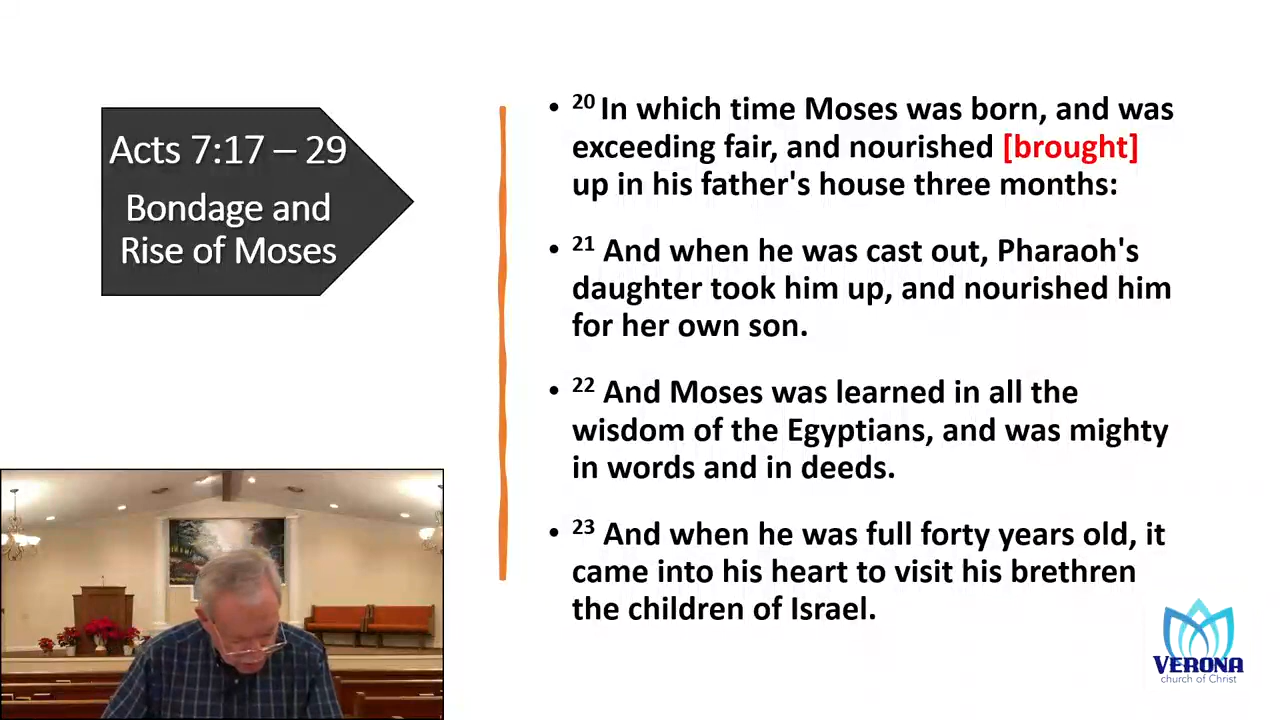 Acts 7:17 – 29
Bondage and
Rise of Moses
• 20 In which time Moses was born, and was
exceeding fair, and nourished [brought]
up in his father's house three months:
• 21 And when he was cast out, Pharaoh's
daughter took him up, and nourished him
for her own son.
• 22 And Moses was learned in all the
wisdom of the Egyptians, and was mighty
in words and in deeds.
• 23 And when he was full forty years old, it
came into his heart to visit his brethren
the children of Israel.
VERONA
church of Christ